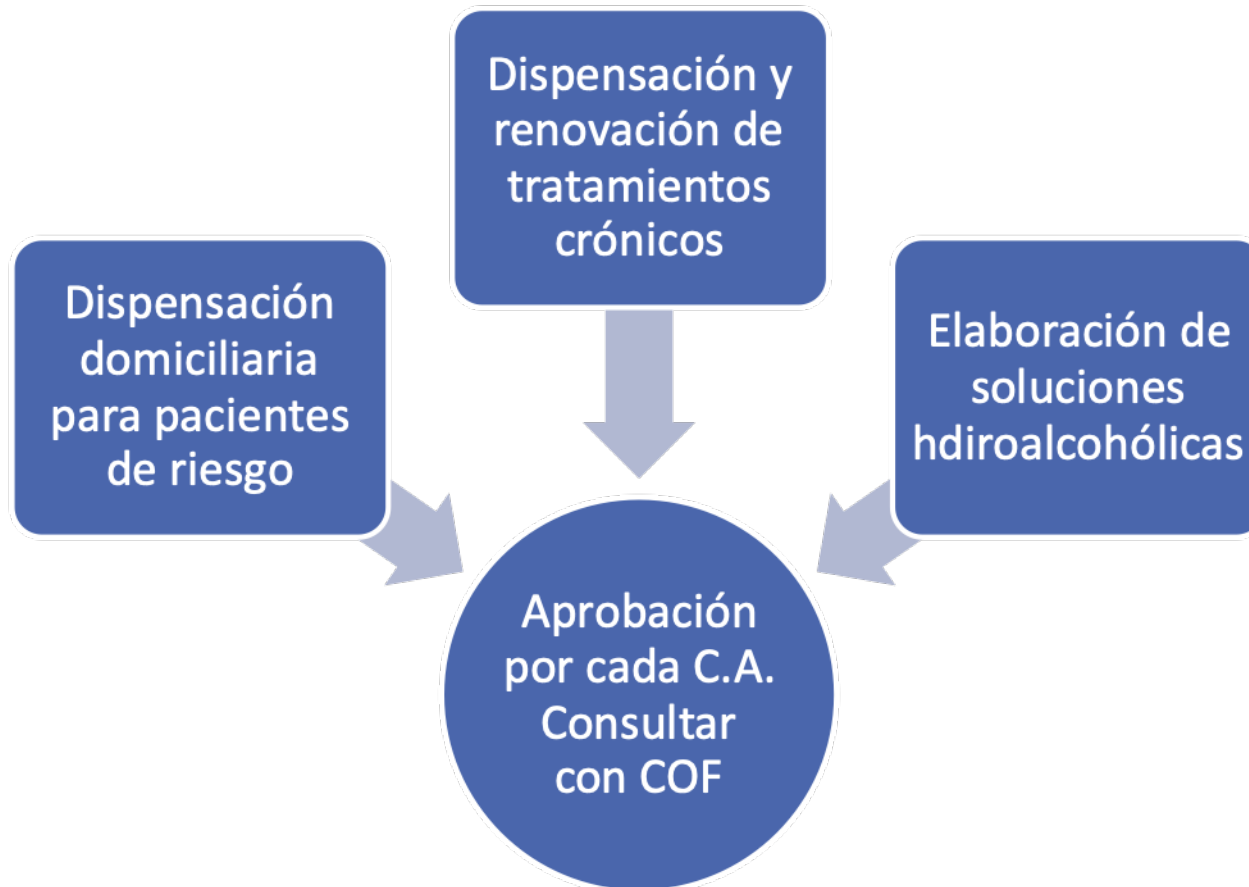 Dispensación y
renovación de
tratamientos
crónicos
Dispensación
domiciliaria
para pacientes
de riesgo
Elaboración de
soluciones
hdiroalcohólicas
Aprobación
por cada C.A.
Consultar
con COF